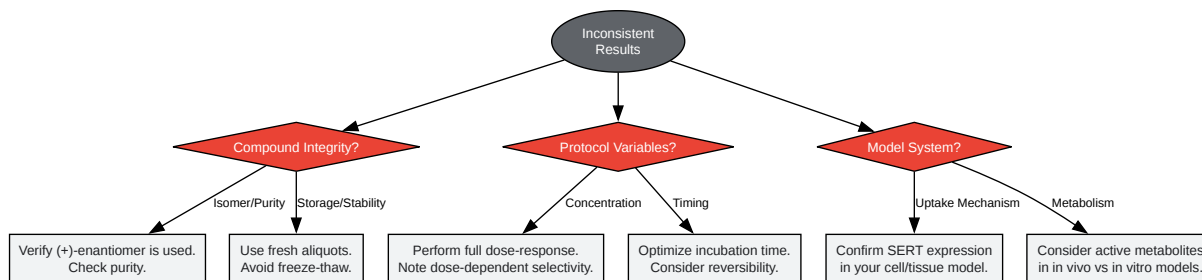 Inconsistent
Results
Compound Integrity?
Protocol Variables?
Model System?
Isomer/Purity
Storage/Stability
Concentration
Timing
Uptake Mechanism
Metabolism
Verify (+)-enantiomer is used.
Check purity.
Use fresh aliquots.
Avoid freeze-thaw.
Perform full dose-response.
Note dose-dependent selectivity.
Optimize incubation time.
Consider reversibility.
Confirm SERT expression
in your cell/tissue model.
Consider active metabolites
in in vivo vs in vitro models.